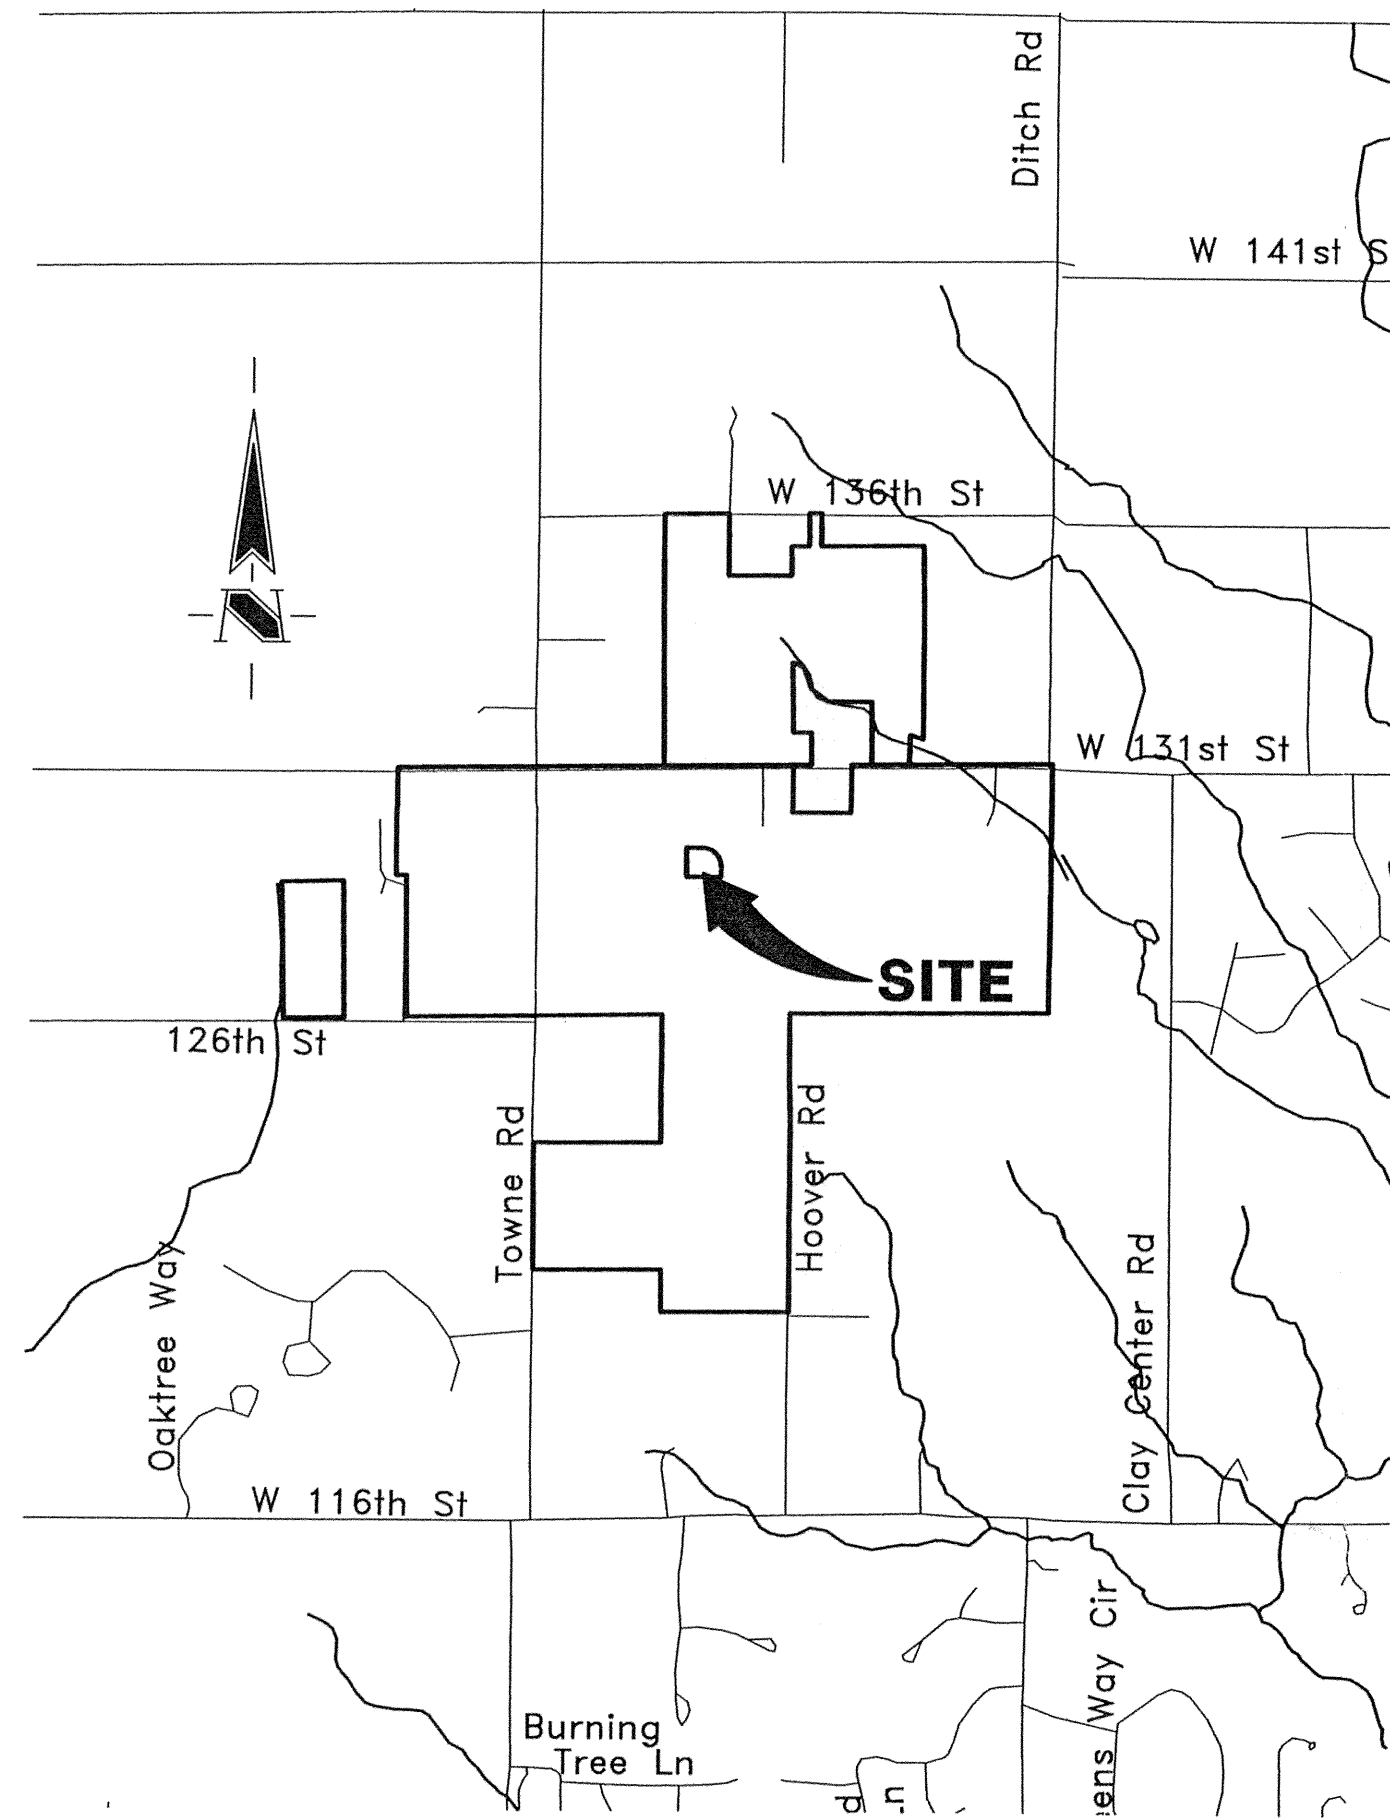 Ditch Rd
W 141st S
W 136th St
N
W 131st St
SITE
126th St
Towne Rd
Hoover Rd
Oaktree Way
Clay Center Rd
W 116th St
Way Cir
Burning
Tree Ln